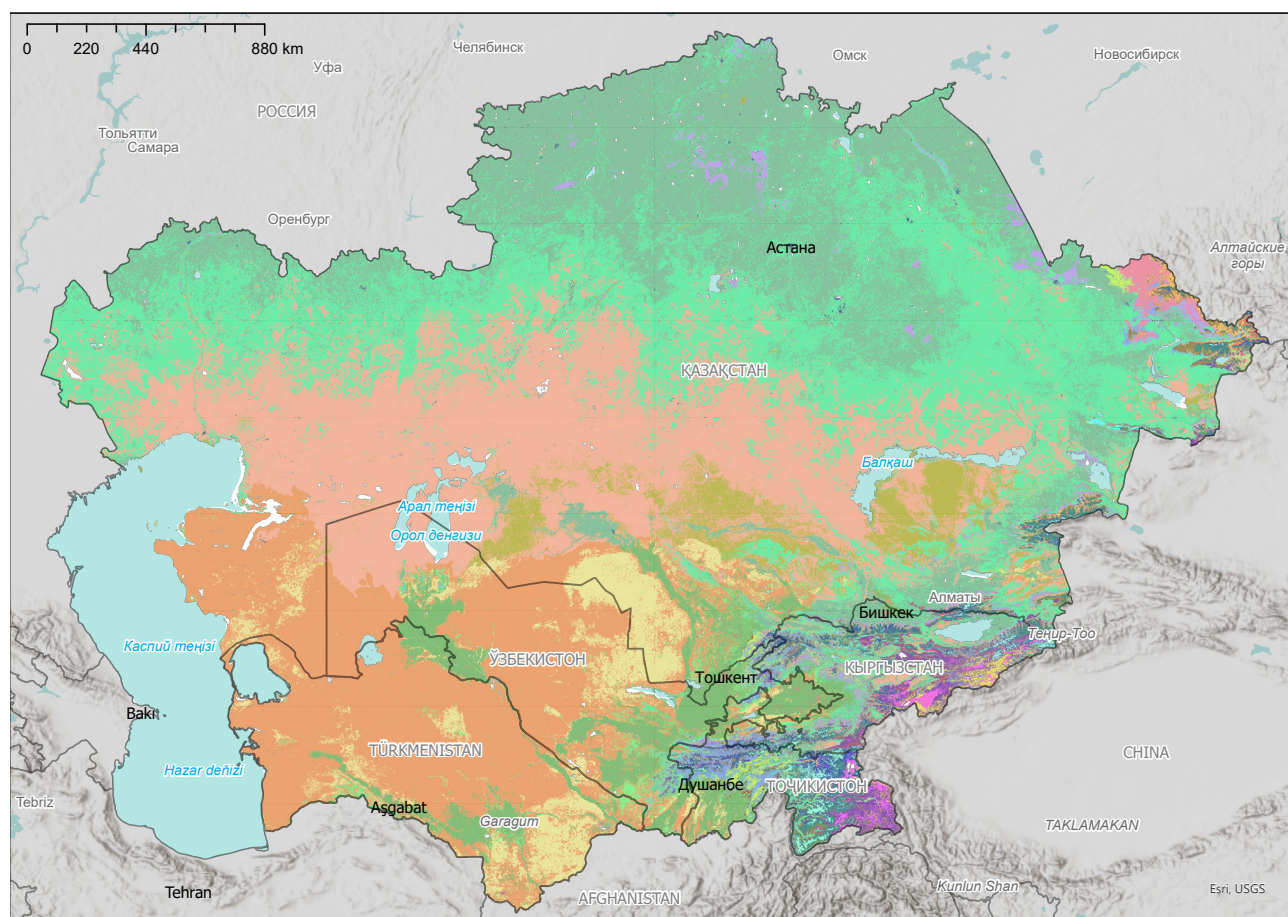 0 220 440 880 km
Челябинск
Омск
Новосибирск
Уфа
РОССИЯ
Тольятти
Самара
Оренбург
Астана
Алтайские
горы
ҚАЗАҚСТАН
Балқаш
Арал теңізі
Орол денгизи
Алматы
Бишкек
Теңир-Тоо
Каспий теңізі
ЎЗБЕКИСТОН
КЫРГЫЗСТАН
Тошкент
Baki
TÜRKMENISTAN
CHINA
Hazar deñizi
Душанбе
ТОҶИКИСТОН
Tebriz
Aşgabat
Garagum
TAKLAMAKAN
Tehran
AFGHANISTAN
Kunlun Shan
Esri, USGS